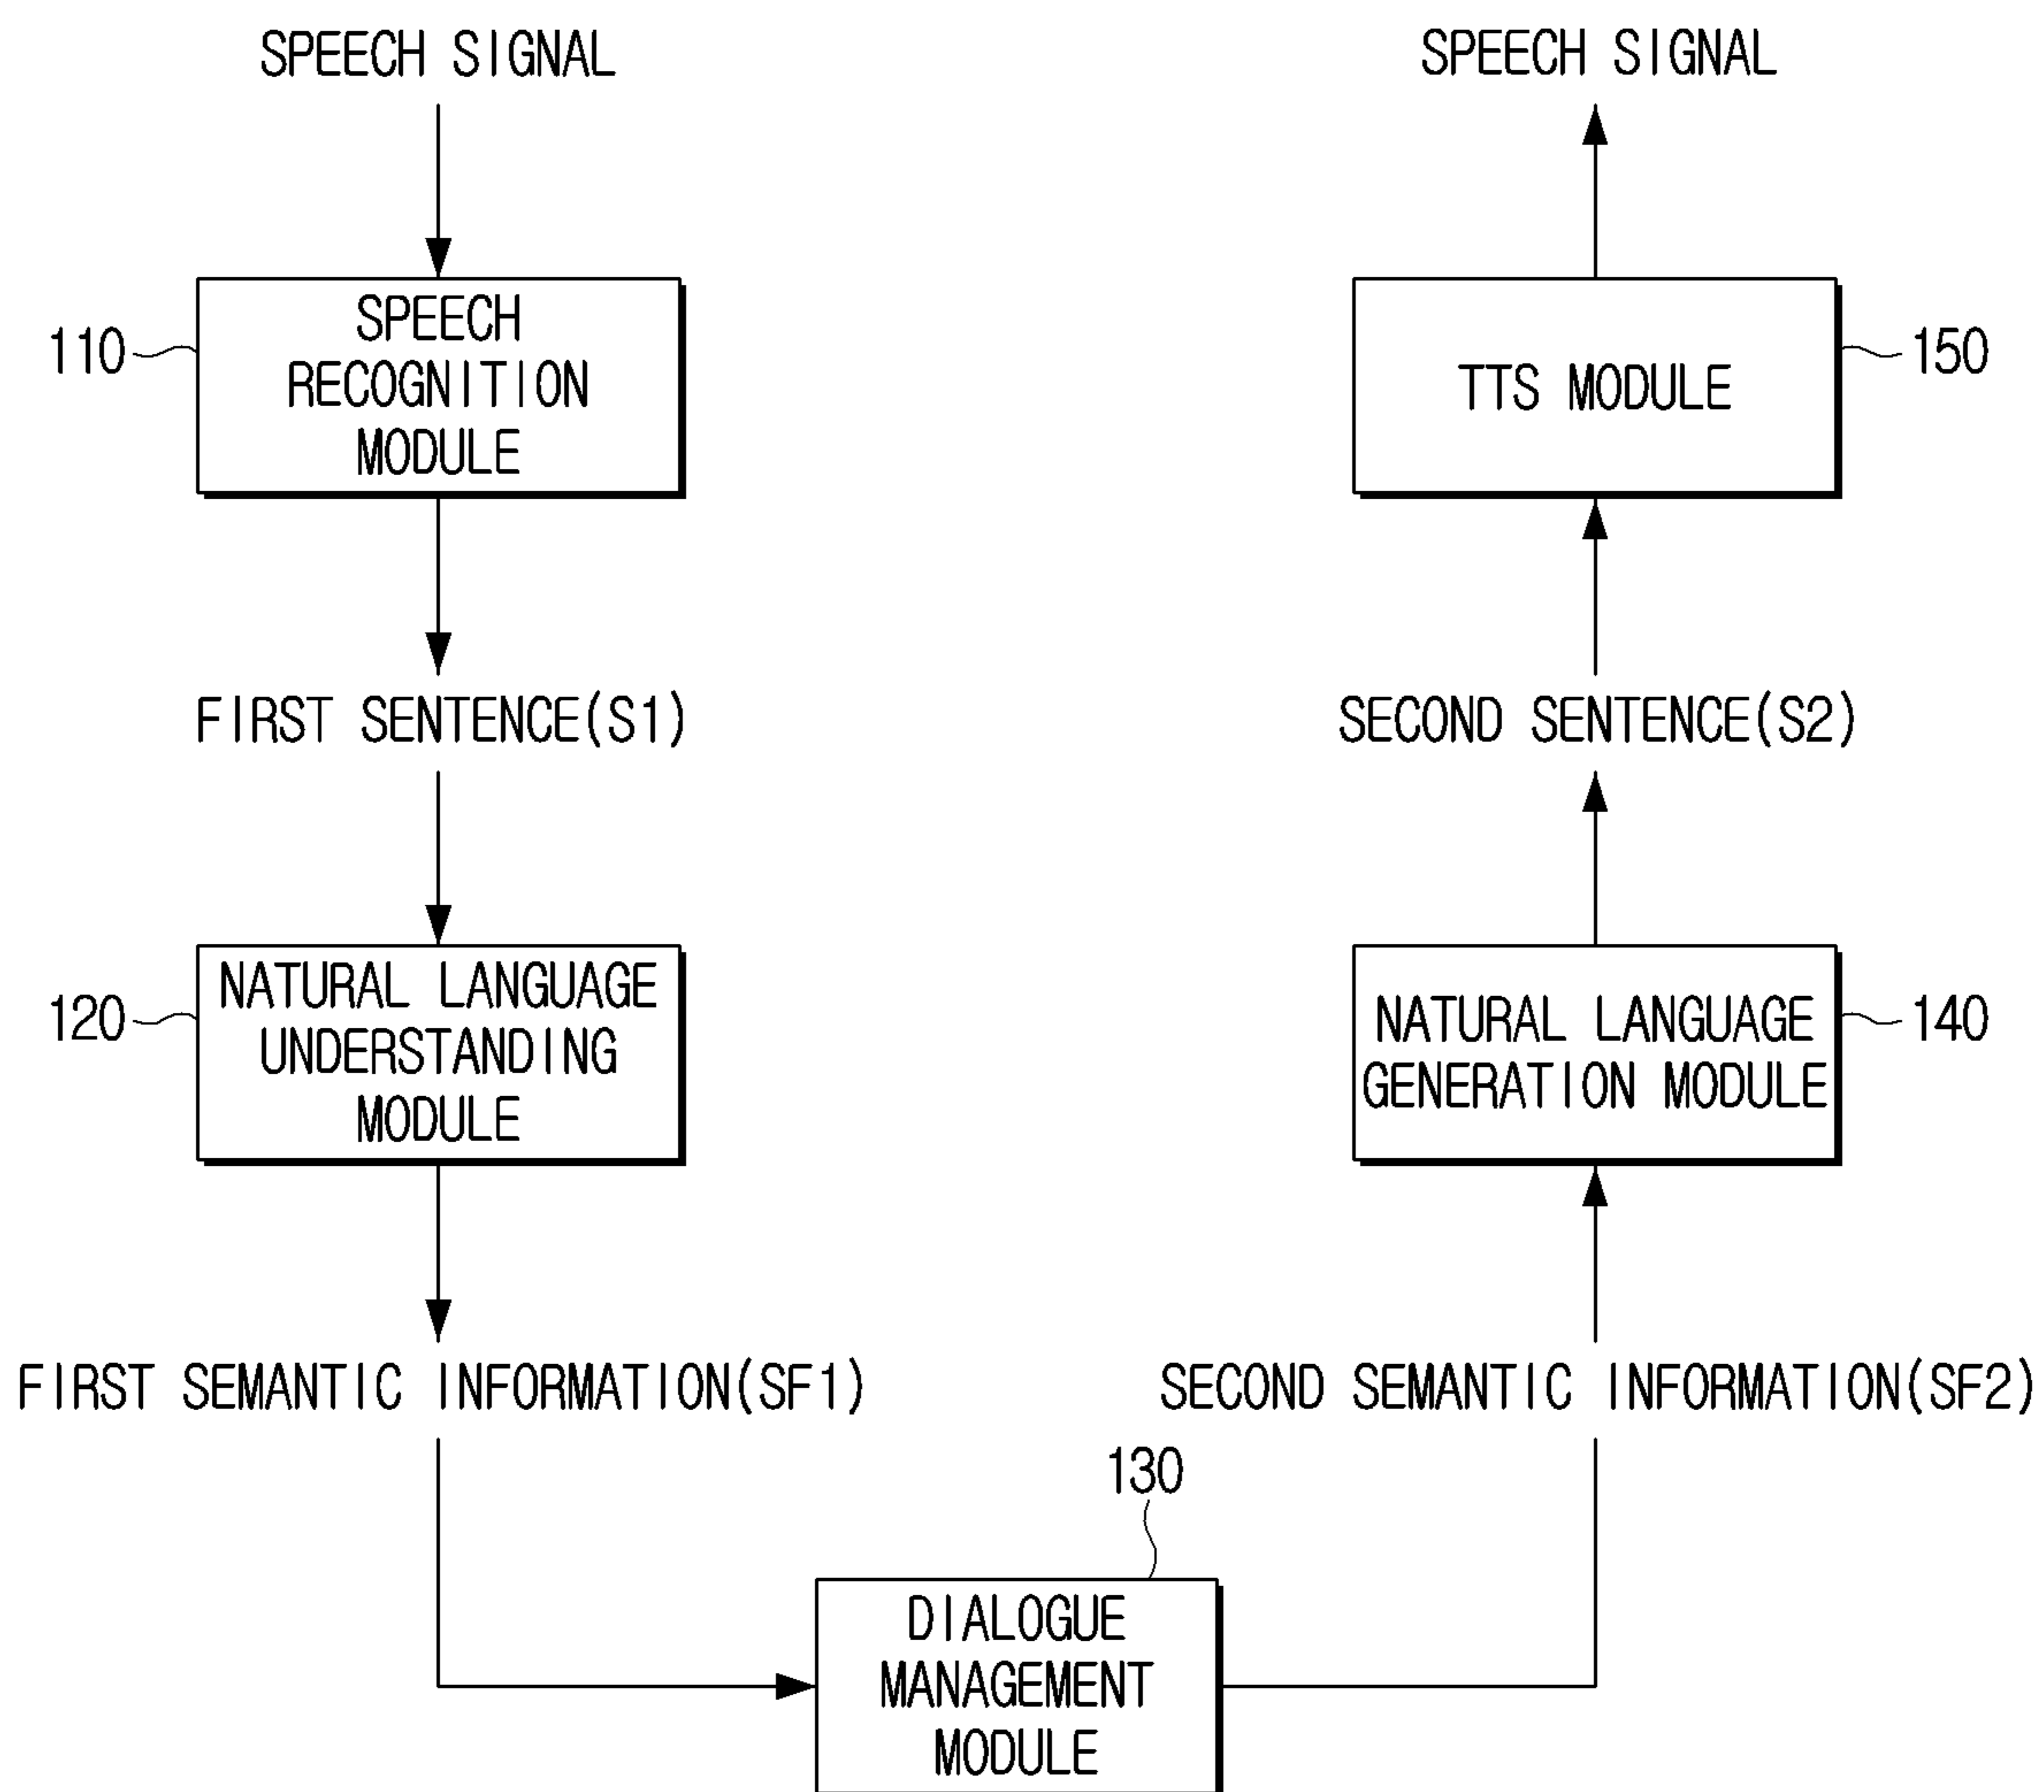 SPEECH SIGNAL
110
SPEECH
RECOGNITION
MODULE
FIRST SENTENCE(S1)
120
NATURAL LANGUAGE
UNDERSTANDING
MODULE
FIRST SEMANTIC INFORMATION(SF1)
130
DIALOGUE
MANAGEMENT
MODULE
SECOND SEMANTIC INFORMATION(SF2)
NATURAL LANGUAGE
GENERATION MODULE
140
SECOND SENTENCE(S2)
TTS MODULE
150
SPEECH SIGNAL